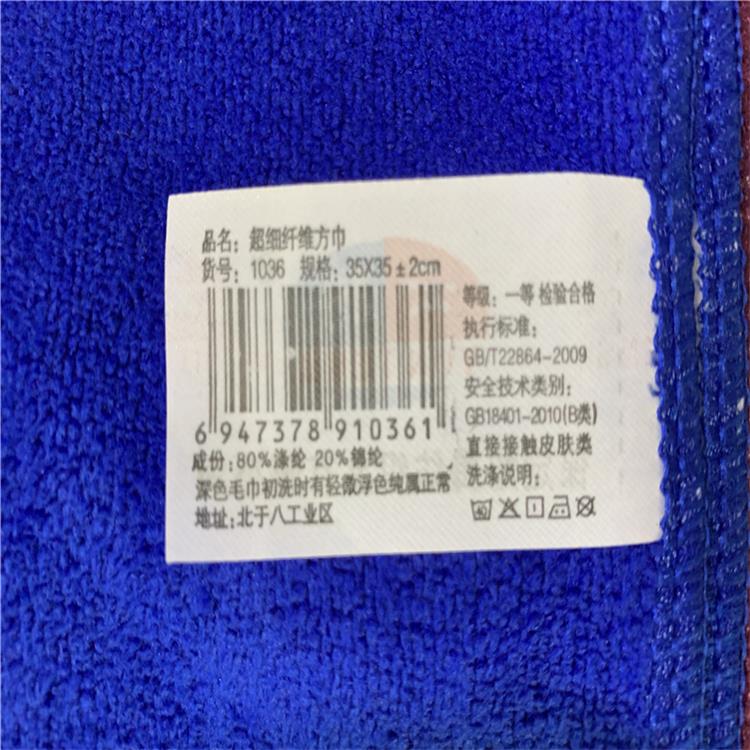 品名：超细纤维方巾
货号：1036 规格：35X35±2cm
6 947378 910361
成份：80%涤纶 20%锦纶
深色毛巾初洗时有轻微浮色纯属正常
地址：北于八工业区
等级：一等 检验合格
执行标准：
GB/T22864-2009
安全技术类别：
GB18401-2010(B类)
直接接触皮肤类
洗涤说明：